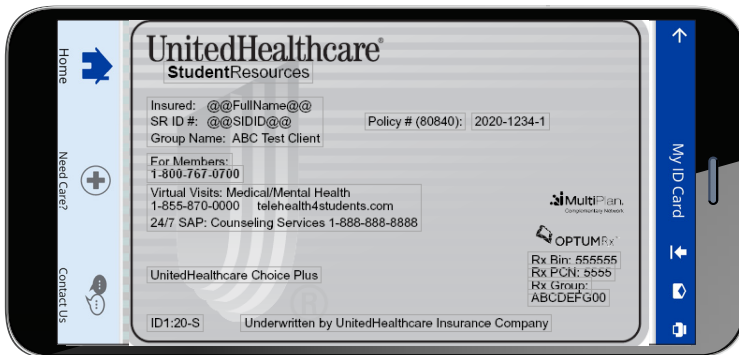 UnitedHealthcare®
StudentResources
Insured: @@FullName@@
SR ID #: @@SIDID@@ Policy # (80840): 2020-1234-1
Group Name: ABC Test Client
For Members:
1-800-767-0700
Virtual Visits: Medical/Mental Health
1-855-870-0000 telehealth4students.com
24/7 SAP: Counseling Services 1-888-888-8888
MultiPlan.
Complementary Network
OPTUMRx®
Rx Bin: 555555
Rx PCN: 5555
Rx Group:
ABCDEFG00
UnitedHealthcare Choice Plus
ID1:20-S Underwritten by UnitedHealthcare Insurance Company
®
My ID Card
Home
Need Care?
Contact Us